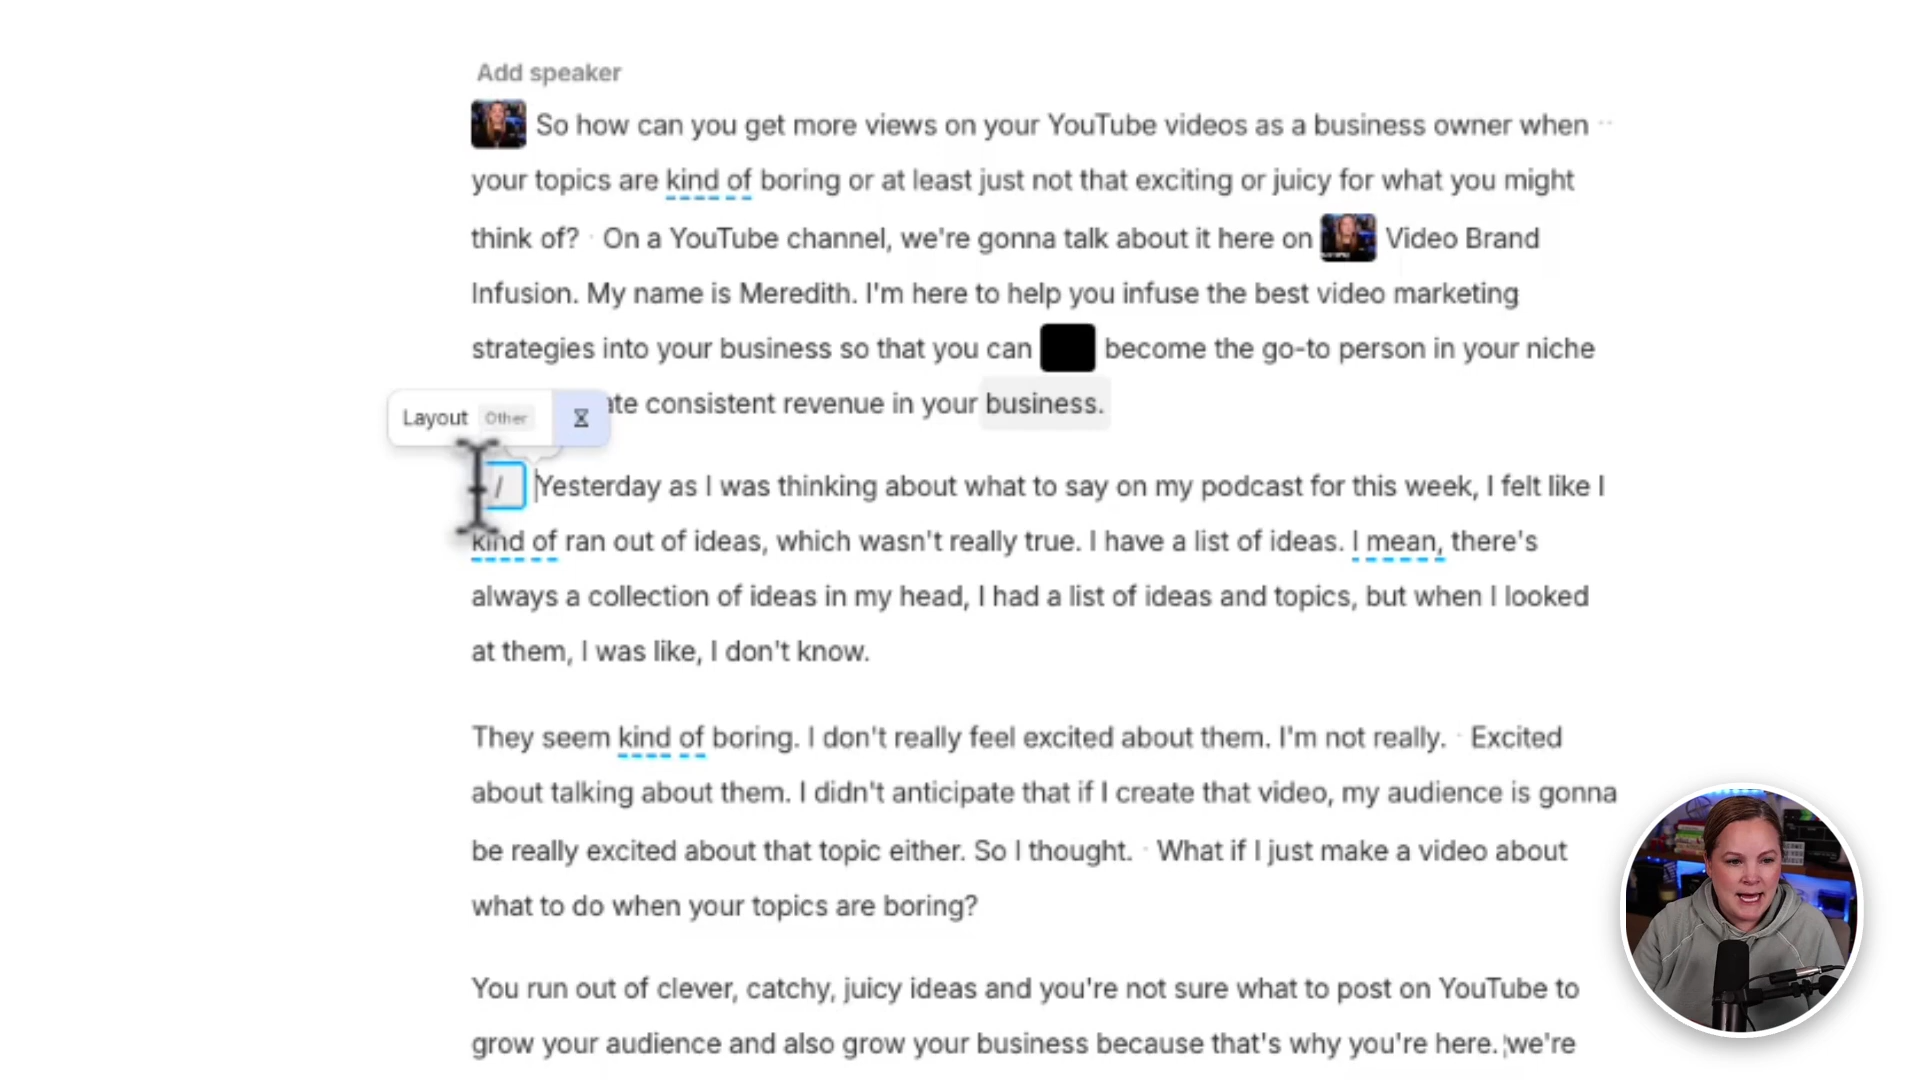 Add speaker
So how can you get more views on your YouTube videos as a business owner when
your topics are kind of boring or at least just not that exciting or juicy for what you might
think of? On a YouTube channel, we're gonna talk about it here on Video Brand
Infusion. My name is Meredith. I'm here to help you infuse the best video marketing
strategies into your business so that you can become the go-to person in your niche
Layout Other
ate consistent revenue in your business.
/ Yesterday as I was thinking about what to say on my podcast for this week, I felt like I
kind of ran out of ideas, which wasn't really true. I have a list of ideas. I mean, there's
always a collection of ideas in my head, I had a list of ideas and topics, but when I looked
at them, I was like, I don't know.
They seem kind of boring. I don't really feel excited about them. I'm not really. Excited
about talking about them. I didn't anticipate that if I create that video, my audience is gonna
be really excited about that topic either. So I thought. What if I just make a video about
what to do when your topics are boring?
You run out of clever, catchy, juicy ideas and you're not sure what to post on YouTube to
grow your audience and also grow your business because that's why you're here. we're